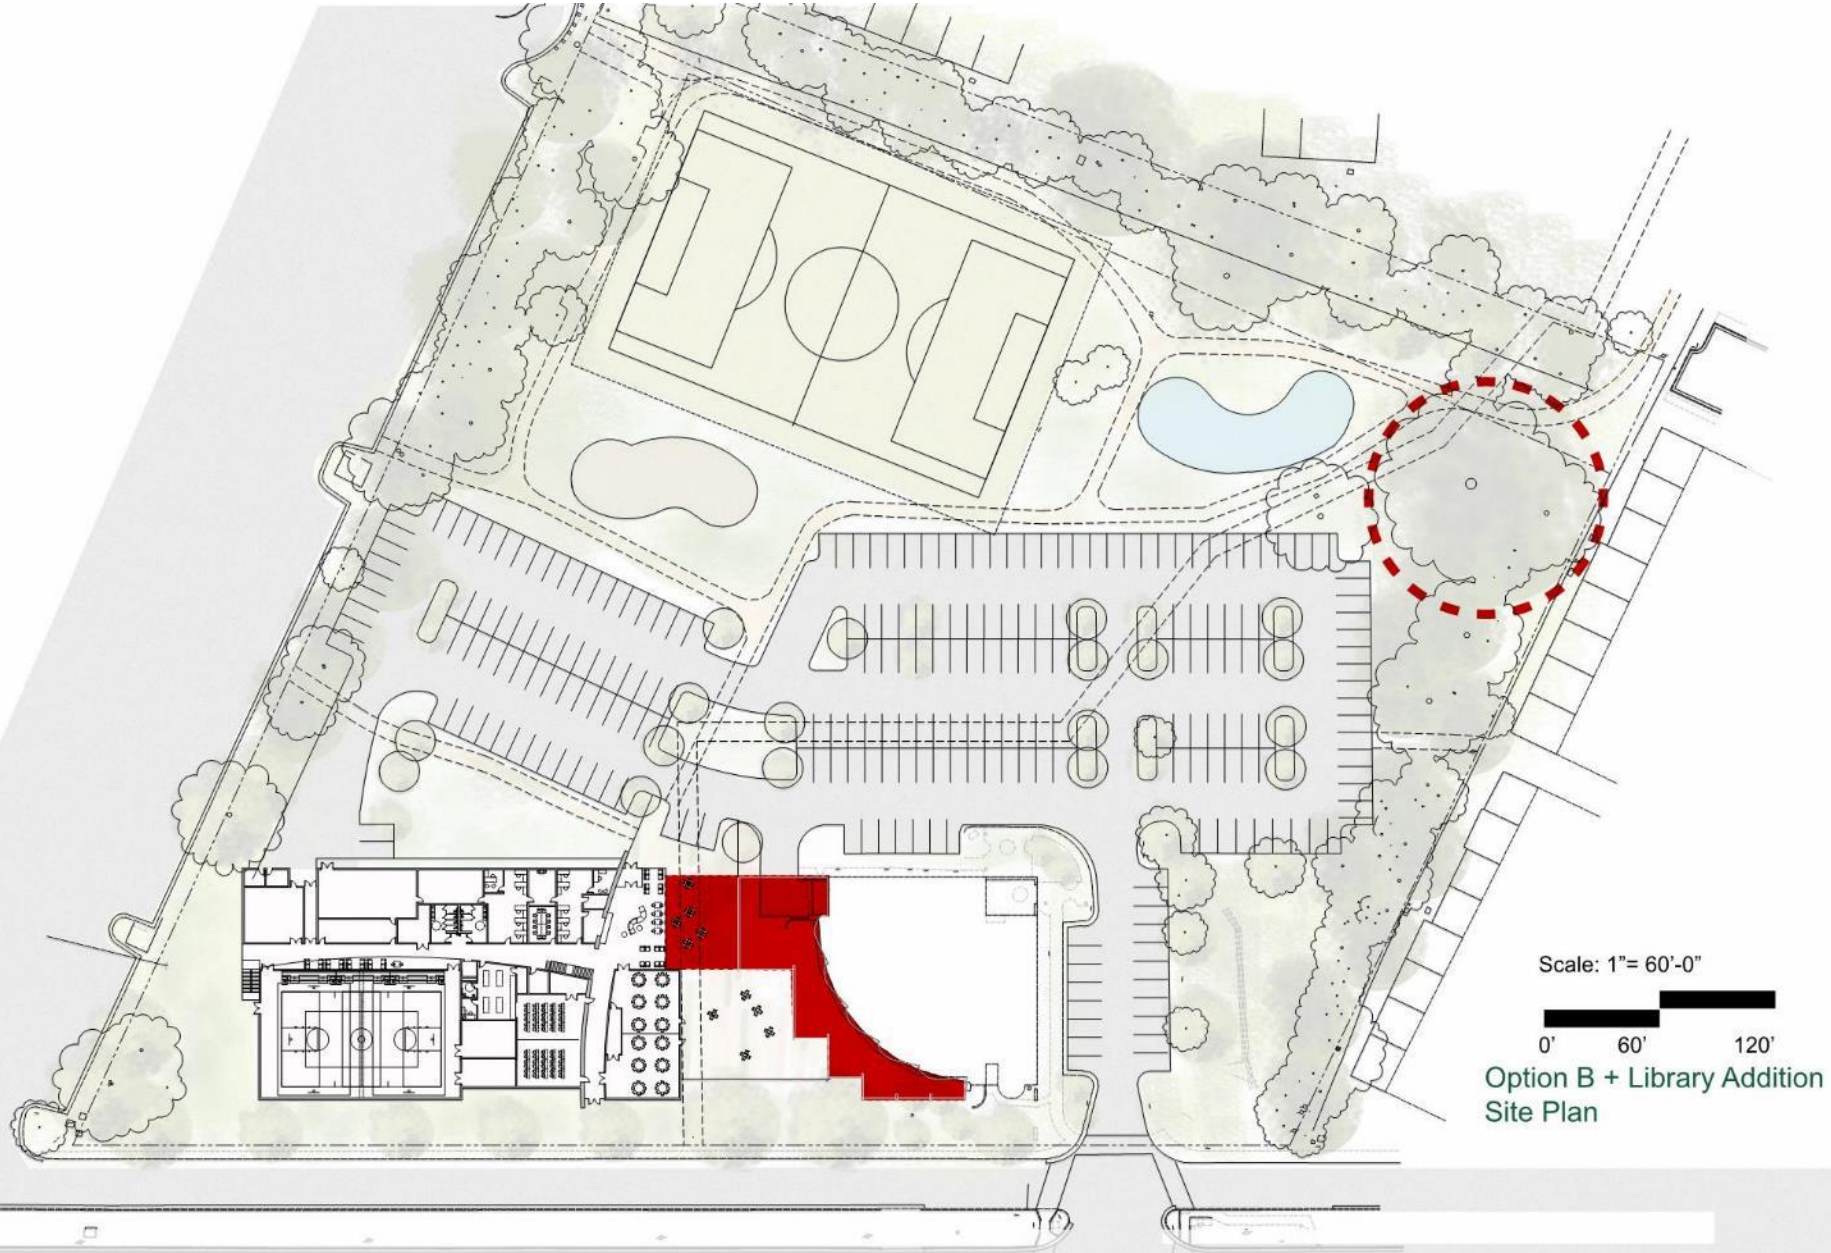 Scale: 1"= 60'-0"
0' 60' 120'
Option B + Library Addition
Site Plan